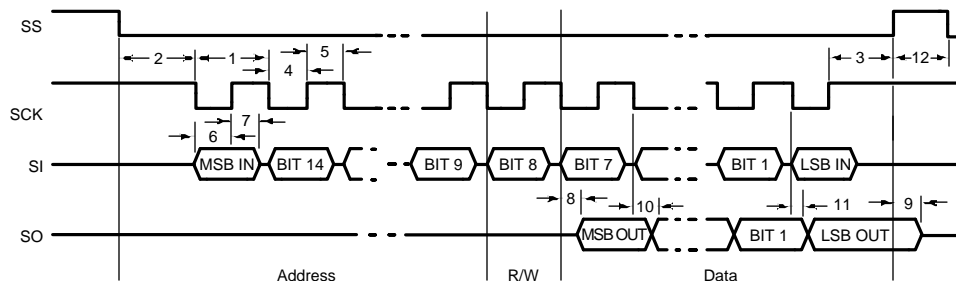 SS
2 1 5 4 3 12
SCK
6 7
SI MSB IN BIT 14 BIT 9 BIT 8 BIT 7 BIT 1 LSB IN
8 10 11 9
SO MSB OUT BIT 1 LSB OUT
Address R/W Data